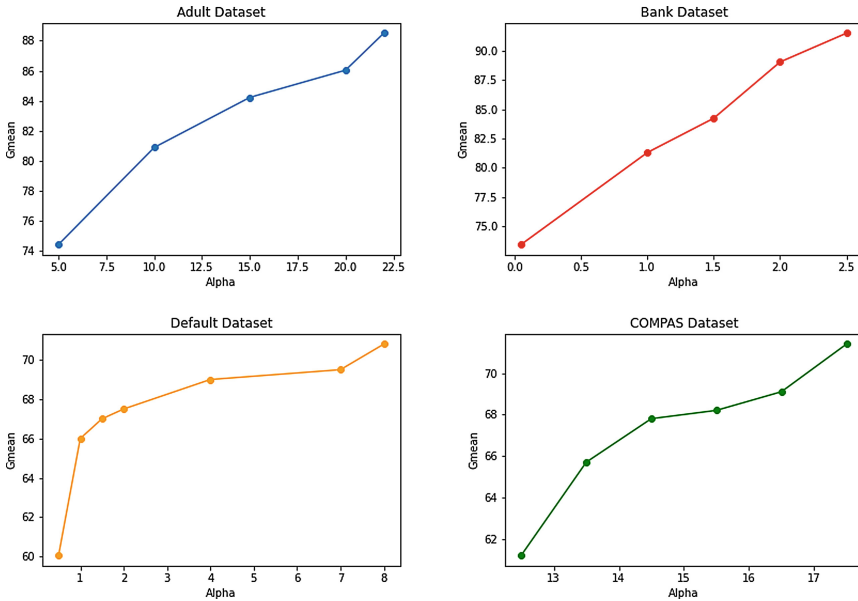 Adult Dataset
Gmean
88
86
84
82
80
78
76
74
5.0 7.5 10.0 12.5 15.0 17.5 20.0 22.5
Alpha
Bank Dataset
Gmean
90.0
87.5
85.0
82.5
80.0
77.5
75.0
0.0 0.5 1.0 1.5 2.0 2.5
Alpha
Default Dataset
Gmean
70
68
66
64
62
60
1 2 3 4 5 6 7 8
Alpha
COMPAS Dataset
Gmean
70
68
66
64
62
13 14 15 16 17
Alpha